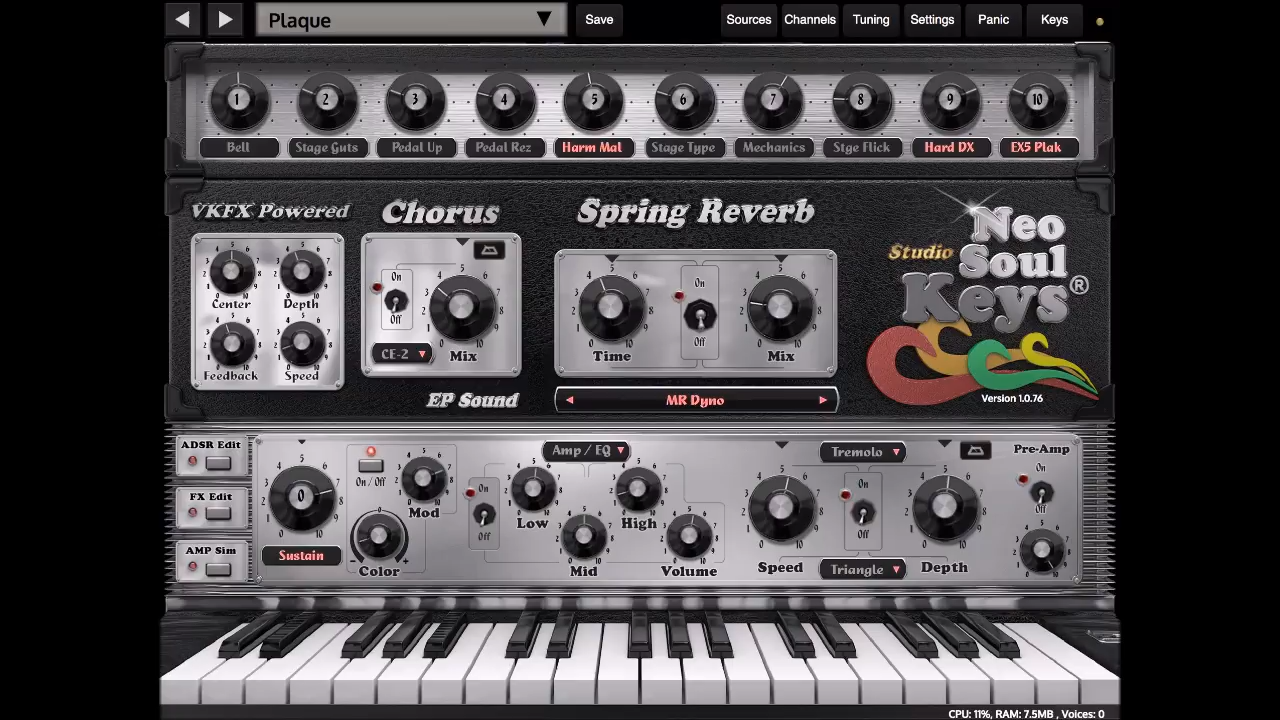 Plaque
Save
Sources
Channels
Tuning
Settings
Panic
Keys
1 2 3 4 5 6 7 8 9 10
Bell
Stage Guts
Pedal Up
Pedal Rez
Harm Mal
Stage Type
Mechanics
Stge Flick
Hard DX
EX5 Plak
VKFX Powered
Center
Depth
Feedback
Speed
Chorus
On
Off
CE-2
Mix
Spring Reverb
Time
On
Off
Mix
EP Sound
MR Dyno
Studio
Neo
Soul
Keys®
Version 1.0.76
ADSR Edit
FX Edit
AMP Sim
0
Sustain
On / Off
Mod
Color
Amp / EQ
On
Off
Low
Mid
High
Volume
Tremolo
Speed
On
Off
Triangle
Depth
Pre-Amp
On
Off
CPU: 11%, RAM: 7.5MB , Voices: 0